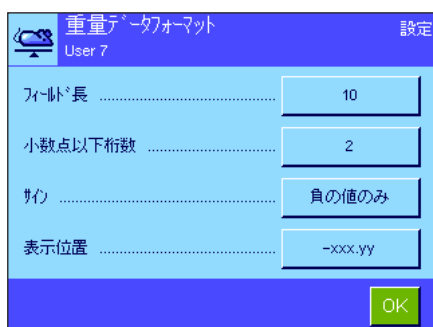 重量ﾃﾞｰﾀﾌｫｰﾏｯﾄ 設定
User 7
ﾌｨｰﾙﾄﾞ長 ........................................ 10
小数点以下桁数 ............................. 2
ｻｲﾝ ................................................. 負の値のみ
表示位置 ........................................ -xxx.yy
OK